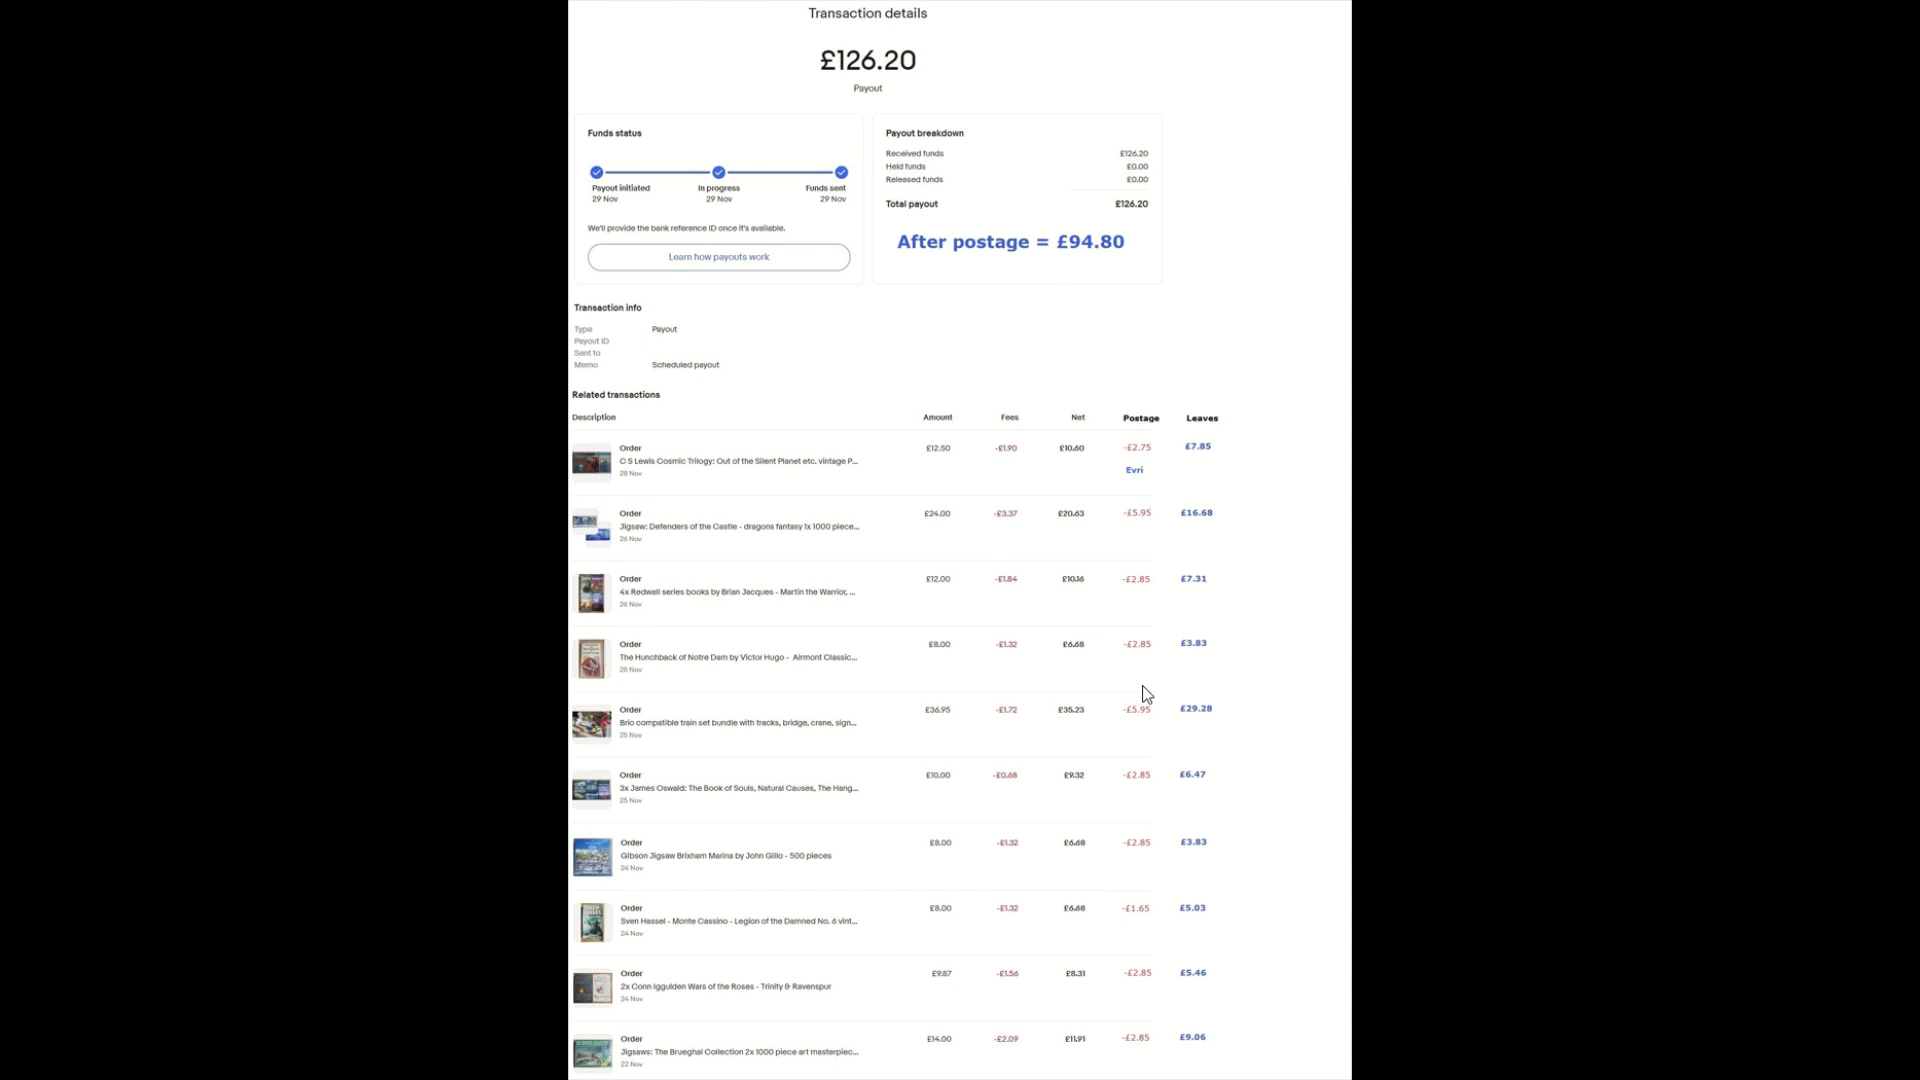 Transaction details
£126.20
Payout
Funds status
Payout initiated In progress Funds sent
29 Nov 29 Nov 29 Nov
We'll provide the bank reference ID once it's available.
Learn how payouts work
Payout breakdown
Received funds £126.20
Held funds £0.00
Released funds £0.00
Total payout £126.20
After postage = £94.80
Transaction info
Type Payout
Payout ID
Sent to
Memo Scheduled payout
Related transactions
Description Amount Fees Net Postage Leaves
Order £12.50 -£1.90 £10.60 -£2.75 £7.85
C S Lewis Cosmic Trilogy: Out of the Silent Planet etc. vintage P...
Evri
28 Nov
Order £24.00 -£3.37 £20.63 -£5.95 £16.68
Jigsaw: Defenders of the Castle - dragons fantasy 1x 1000 piece...
26 Nov
Order £12.00 -£1.84 £10.16 -£2.85 £7.31
4x Redwall series books by Brian Jacques - Martin the Warrior, ...
26 Nov
Order £8.00 -£1.32 £6.68 -£2.85 £3.83
The Hunchback of Notre Dam by Victor Hugo - Airmont Classic...
25 Nov
Order £36.95 -£1.72 £35.23 -£5.95 £29.28
Brio compatible train set bundle with tracks, bridge, crane, sign...
25 Nov
Order £10.00 -£0.68 £9.32 -£2.85 £6.47
3x James Oswald: The Book of Souls, Natural Causes, The Hang...
25 Nov
Order £8.00 -£1.32 £6.68 -£2.85 £3.83
Gibson Jigsaw Brixham Marina by John Gillo - 500 pieces
24 Nov
Order £8.00 -£1.32 £6.68 -£1.65 £5.03
Sven Hassel - Monte Cassino - Legion of the Damned No. 6 vint...
24 Nov
Order £9.87 -£1.56 £8.31 -£2.85 £5.46
2x Conn Iggulden Wars of the Roses - Trinity & Ravenspur
24 Nov
Order £14.00 -£2.09 £11.91 -£2.85 £9.06
Jigsaws: The Brueghal Collection 2x 1000 piece art masterpiec...
22 Nov